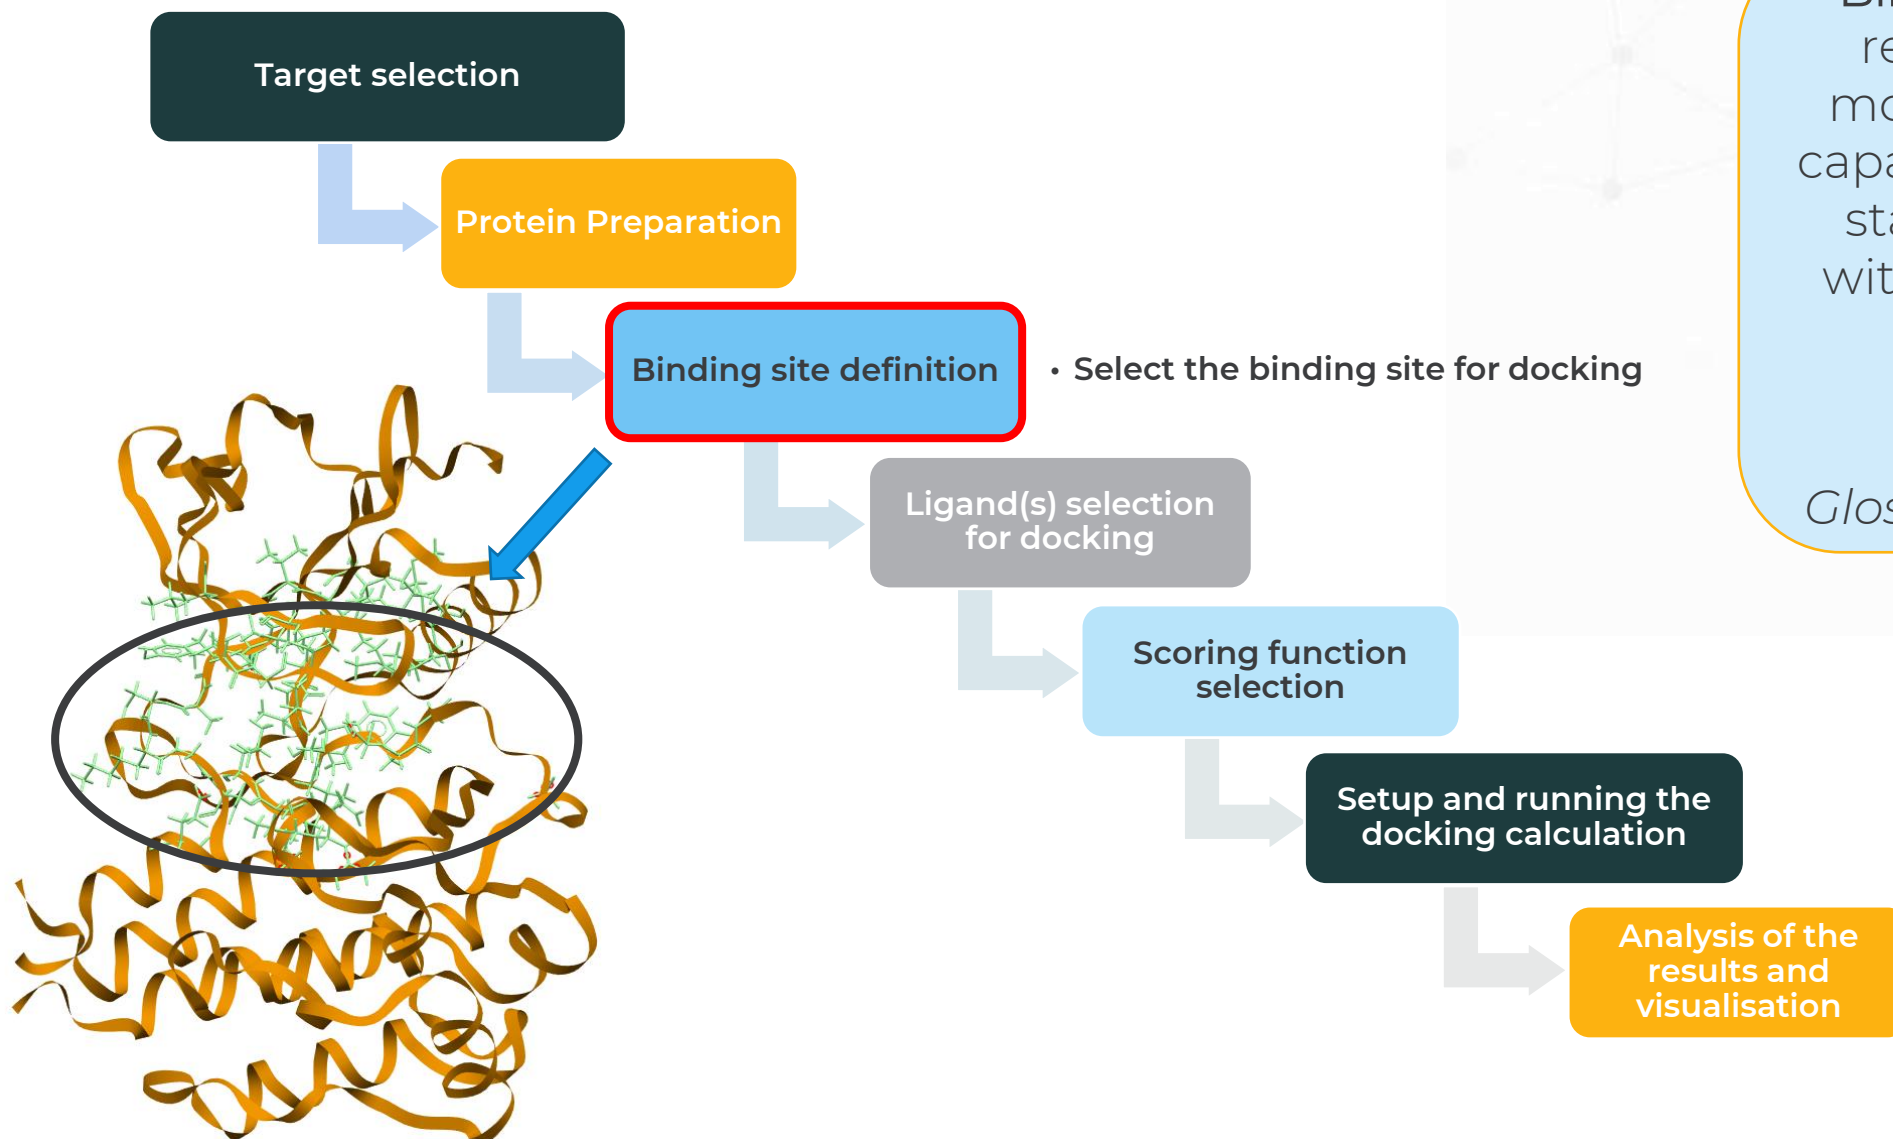 Target selection
Protein Preparation
Binding site definition
• Select the binding site for docking
Ligand(s) selection
for docking
Scoring function
selection
Setup and running the
docking calculation
Analysis of the
results and
visualisation